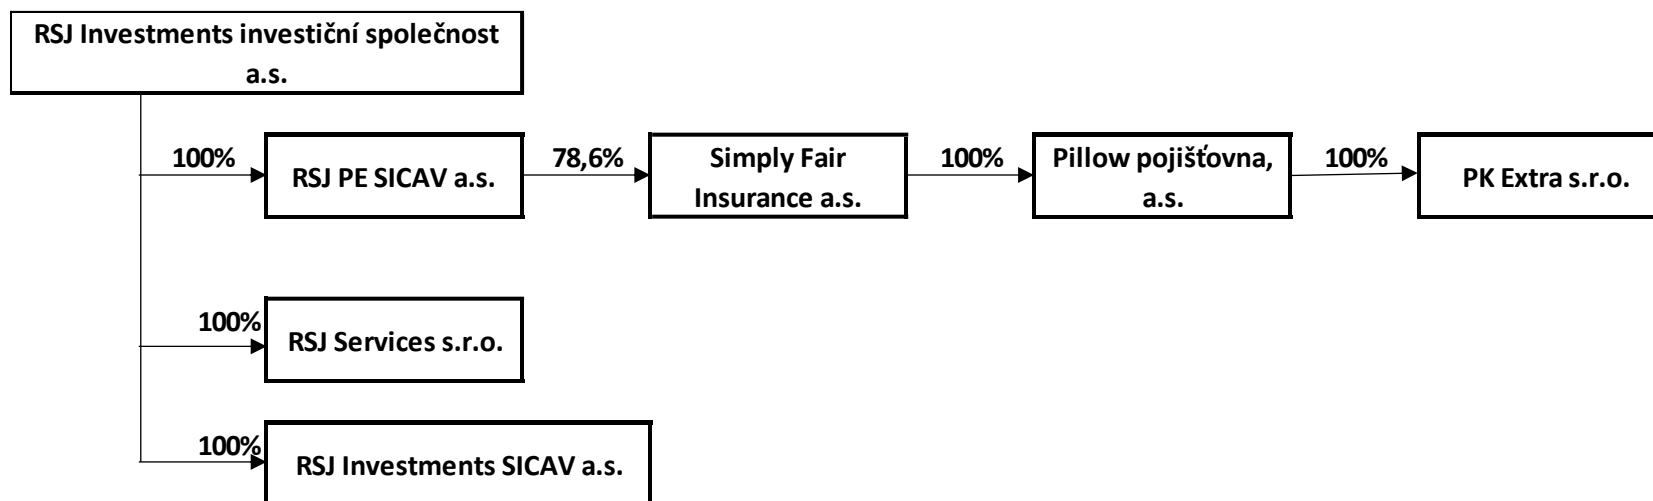 RSJ Investments investiční společnost
a.s.
100%
RSJ PE SICAV a.s.
78,6%
Simply Fair
Insurance a.s.
100%
Pillow pojišťovna,
a.s.
100%
PK Extra s.r.o.
100%
RSJ Services s.r.o.
100%
RSJ Investments SICAV a.s.